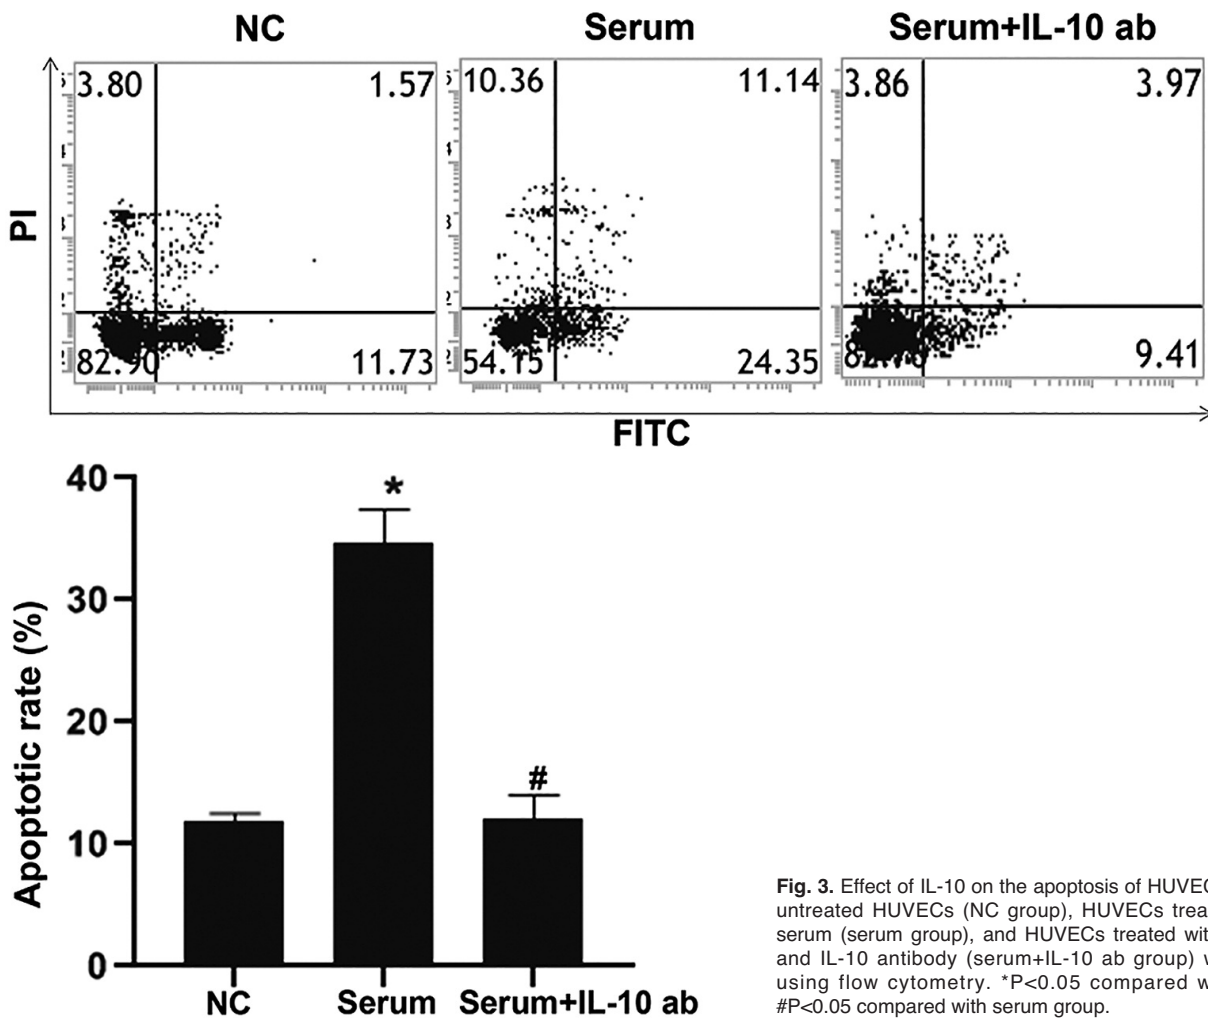 NC Serum Serum+IL-10 ab
3.80 1.57 10.36 11.14 3.86 3.97
PI
82.90 11.73 54.15 24.35 9.41
FITC
40
*
30
Apoptotic rate (%)
20
#
10
0
NC Serum Serum+IL-10 ab
Fig. 3. Effect of IL-10 on the apoptosis of
untreated HUVECs (NC group), HUVECs
serum (serum group), and HUVECs treated
and IL-10 antibody (serum+IL-10 ab group)
using flow cytometry. *P<0.05 compared
#P<0.05 compared with serum group.